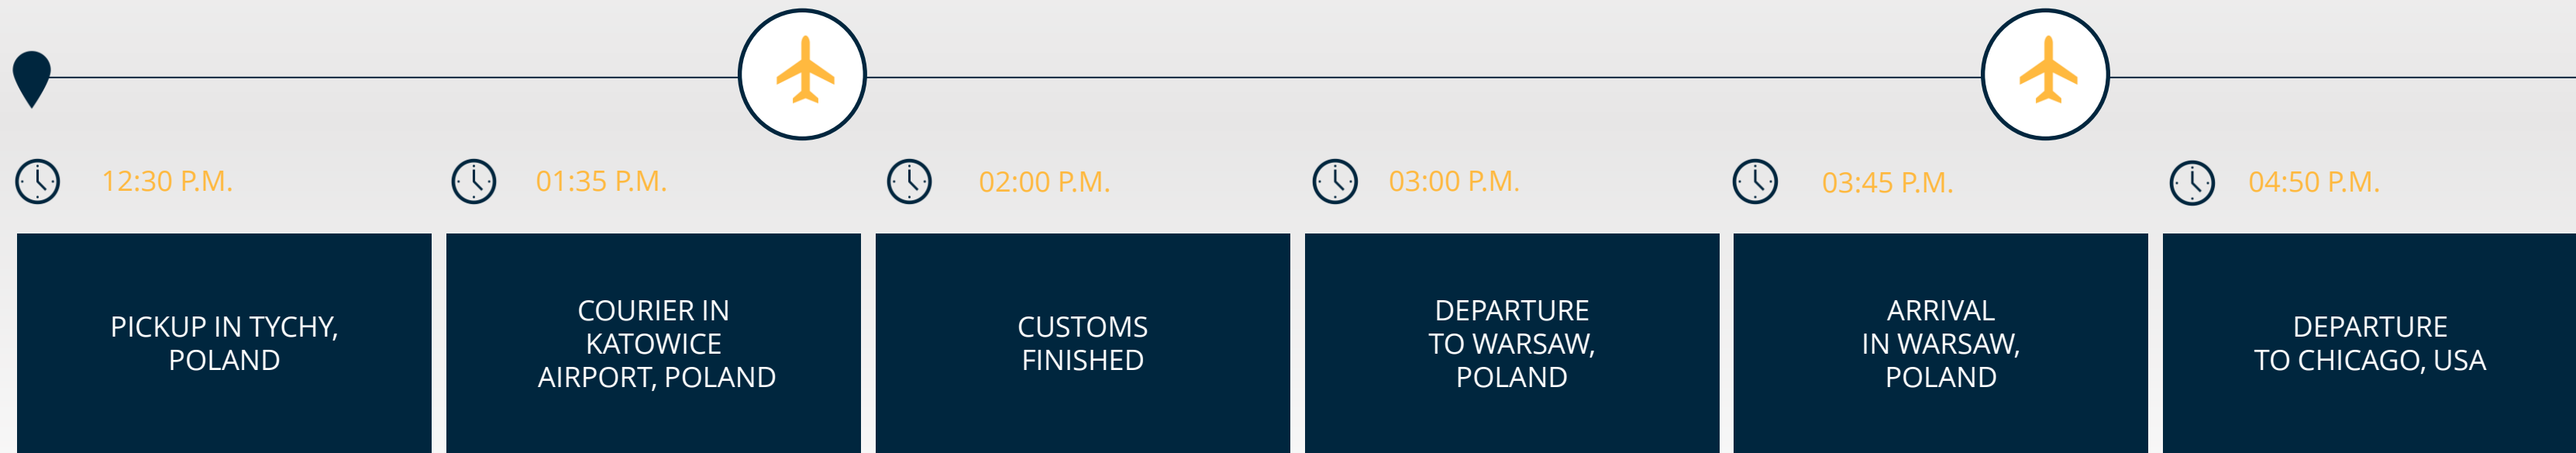 12:30 P.M.
01:35 P.M.
02:00 P.M.
03:00 P.M.
03:45 P.M.
04:50 P.M.
PICKUP IN TYCHY,
POLAND
COURIER IN
KATOWICE
AIRPORT, POLAND
CUSTOMS
FINISHED
DEPARTURE
TO WARSAW,
POLAND
ARRIVAL
IN WARSAW,
POLAND
DEPARTURE
TO CHICAGO, USA